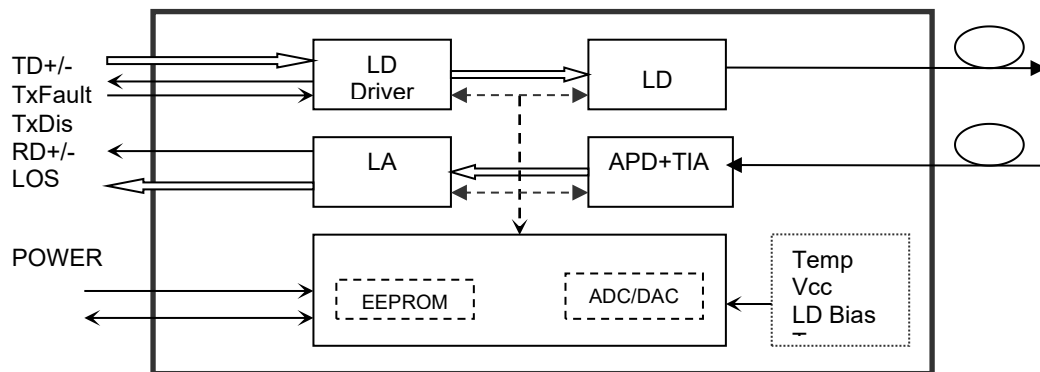 TD+/-
TxFault
TxDis
RD+/-
LOS
POWER
LD
Driver
LD
LA
APD+TIA
EEPROM
ADC/DAC
Temp
Vcc
LD Bias